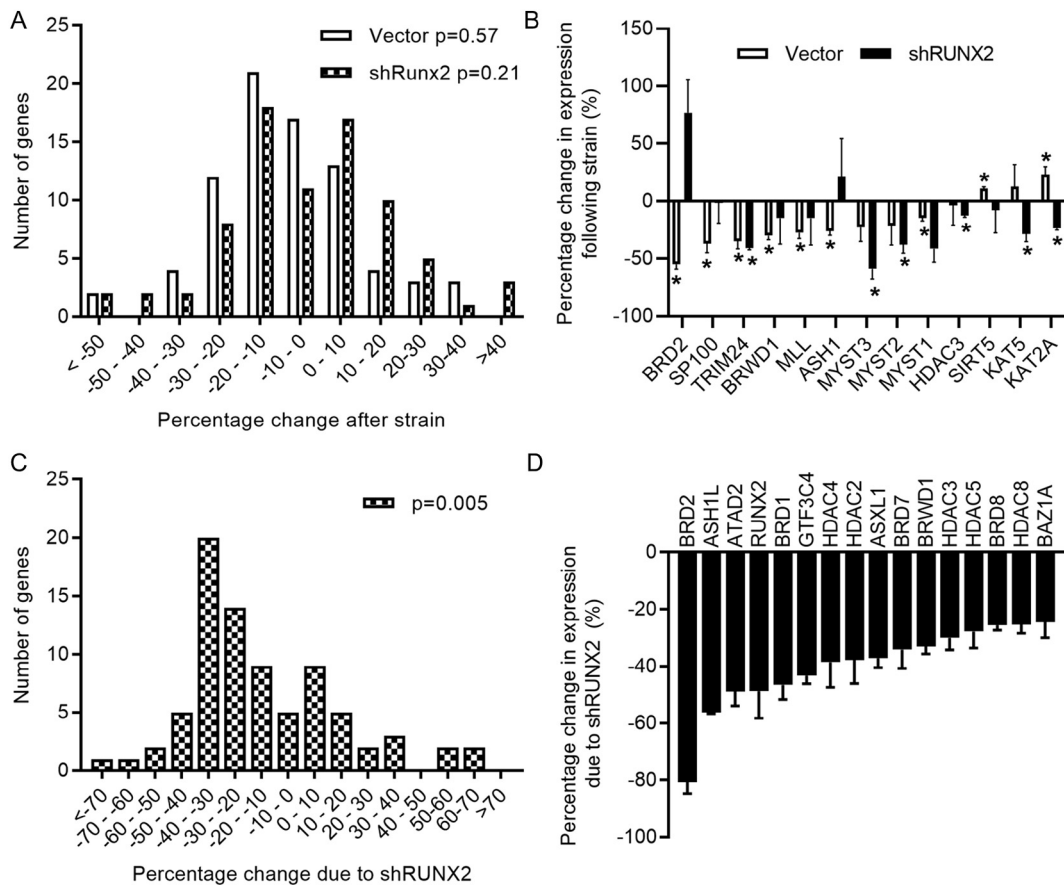 A
25
20
15
10
5
0
Number of genes
Vector p=0.57
shRunx2 p=0.21
< -50
-50 - -40
-40 - -30
-30 - -20
-20 - -10
-10 - 0
0 - 10
10 - 20
20-30
30-40
>40
Percentage change after strain
B
150
100
50
0
-50
-100
Percentage change in expression
following strain (%)
Vector
shRUNX2
*
*
*
*
*
*
*
*
*
*
*
*
*
*
BRD2
SP100
TRIM24
BRWD1
MLL
ASH1
MYST3
MYST2
MYST1
HDAC3
SIRT5
KAT5
KAT2A
C
25
20
15
10
5
0
Number of genes
p=0.005
<-70
-70 - -60
-60 - -50
-50 - -40
-40 - -30
-30 - -20
-20 - -10
-10 - 0
0 - 10
10 - 20
20 - 30
30 - 40
40 - 50
50-60
60-70
>70
Percentage change due to shRUNX2
D
BRD2
ASH1L
ATAD2
RUNX2
BRD1
GTF3C4
HDAC4
HDAC2
ASXL1
BRD7
BRWD1
HDAC3
HDAC5
BRD8
HDAC8
BAZ1A
0
-20
-40
-60
-80
-100
Percentage change in expression
due to shRUNX2 (%)